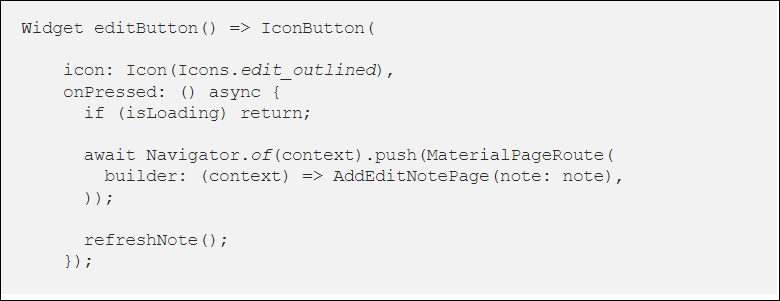 Widget editButton() => IconButton(
icon: Icon(Icons.edit_outlined),
onPressed: () async {
if (isLoading) return;
await Navigator.of(context).push(MaterialPageRoute(
builder: (context) => AddEditNotePage(note: note),
));
refreshNote();
});